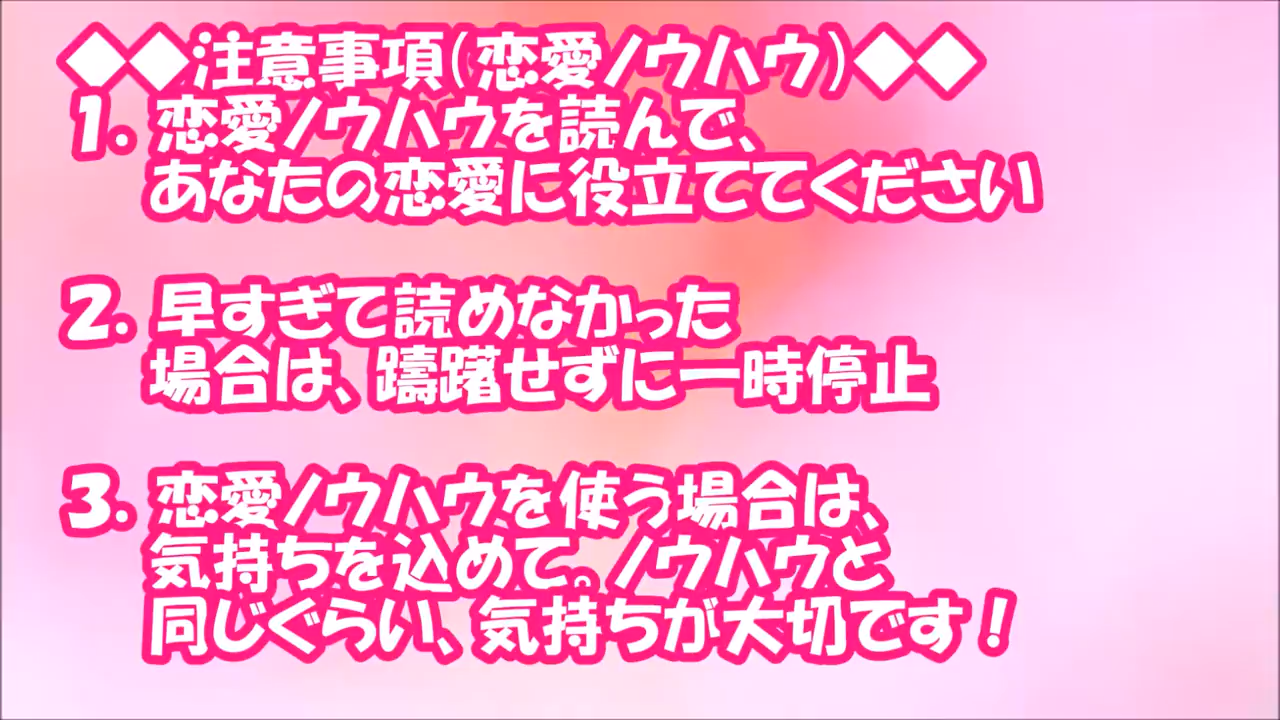 ◆◆注意事項(恋愛ノウハウ)◆◆
1. 恋愛ノウハウを読んで、
あなたの恋愛に役立ててください
2. 早すぎて読めなかった
場合は、躊躇せずに一時停止
3. 恋愛ノウハウを使う場合は、
気持ちを込めて。ノウハウと
同じぐらい、気持ちが大切です!